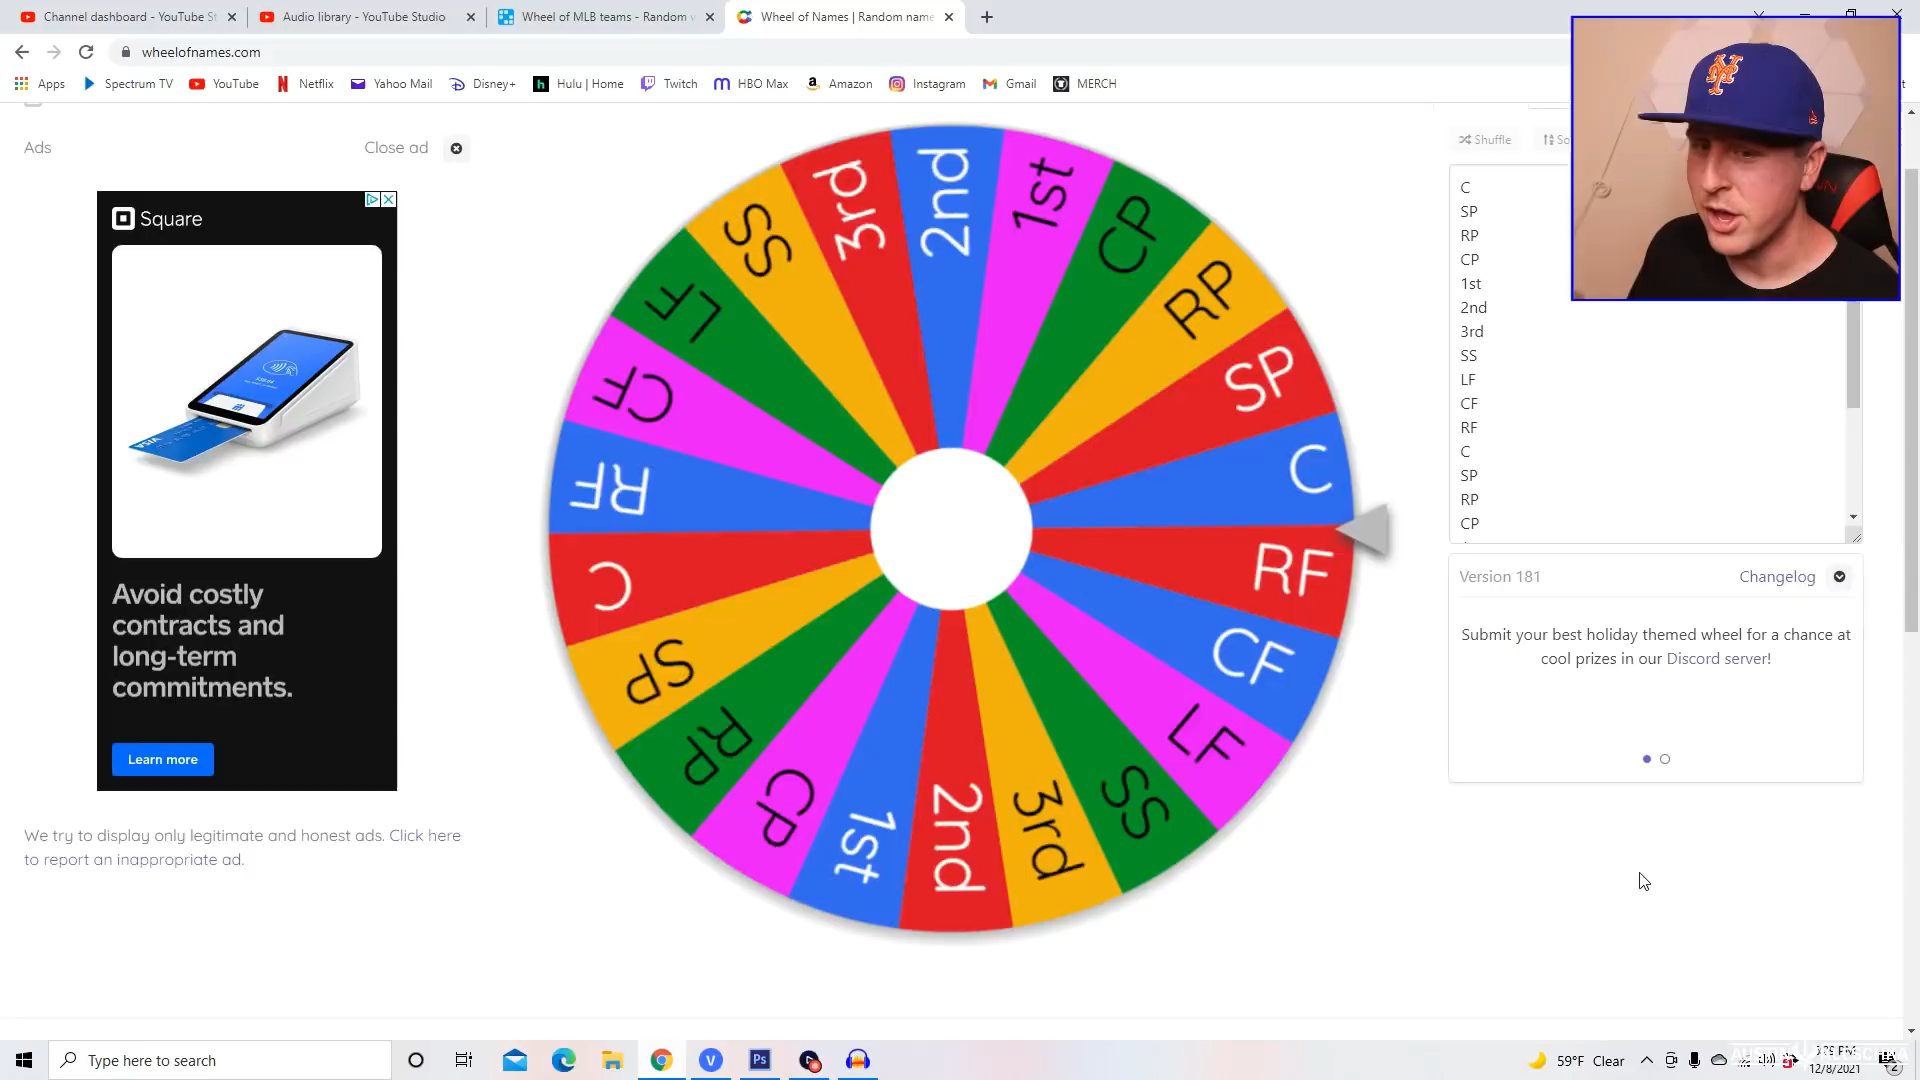 Channel dashboard - YouTube St
Audio library - YouTube Studio
Wheel of MLB teams - Random w
Wheel of Names | Random name
wheelofnames.com
Apps
Spectrum TV
YouTube
Netflix
Yahoo Mail
Disney+
Hulu | Home
Twitch
HBO Max
Amazon
Instagram
Gmail
MERCH
Ads
Close ad
Square
Avoid costly
contracts and
long-term
commitments.
Learn more
We try to display only legitimate and honest ads. Click here
to report an inappropriate ad.
2nd
1st
CP
RP
SP
C
RF
CF
LF
SS
3rd
2nd
1st
CP
RP
SP
C
RF
CF
LF
SS
3rd
Shuffle
So
C
SP
RP
CP
1st
2nd
3rd
SS
LF
CF
RF
C
SP
RP
CP
Version 181
Changelog
Submit your best holiday themed wheel for a chance at
cool prizes in our Discord server!
NY
Type here to search
Ps
59°F Clear
12/8/2021